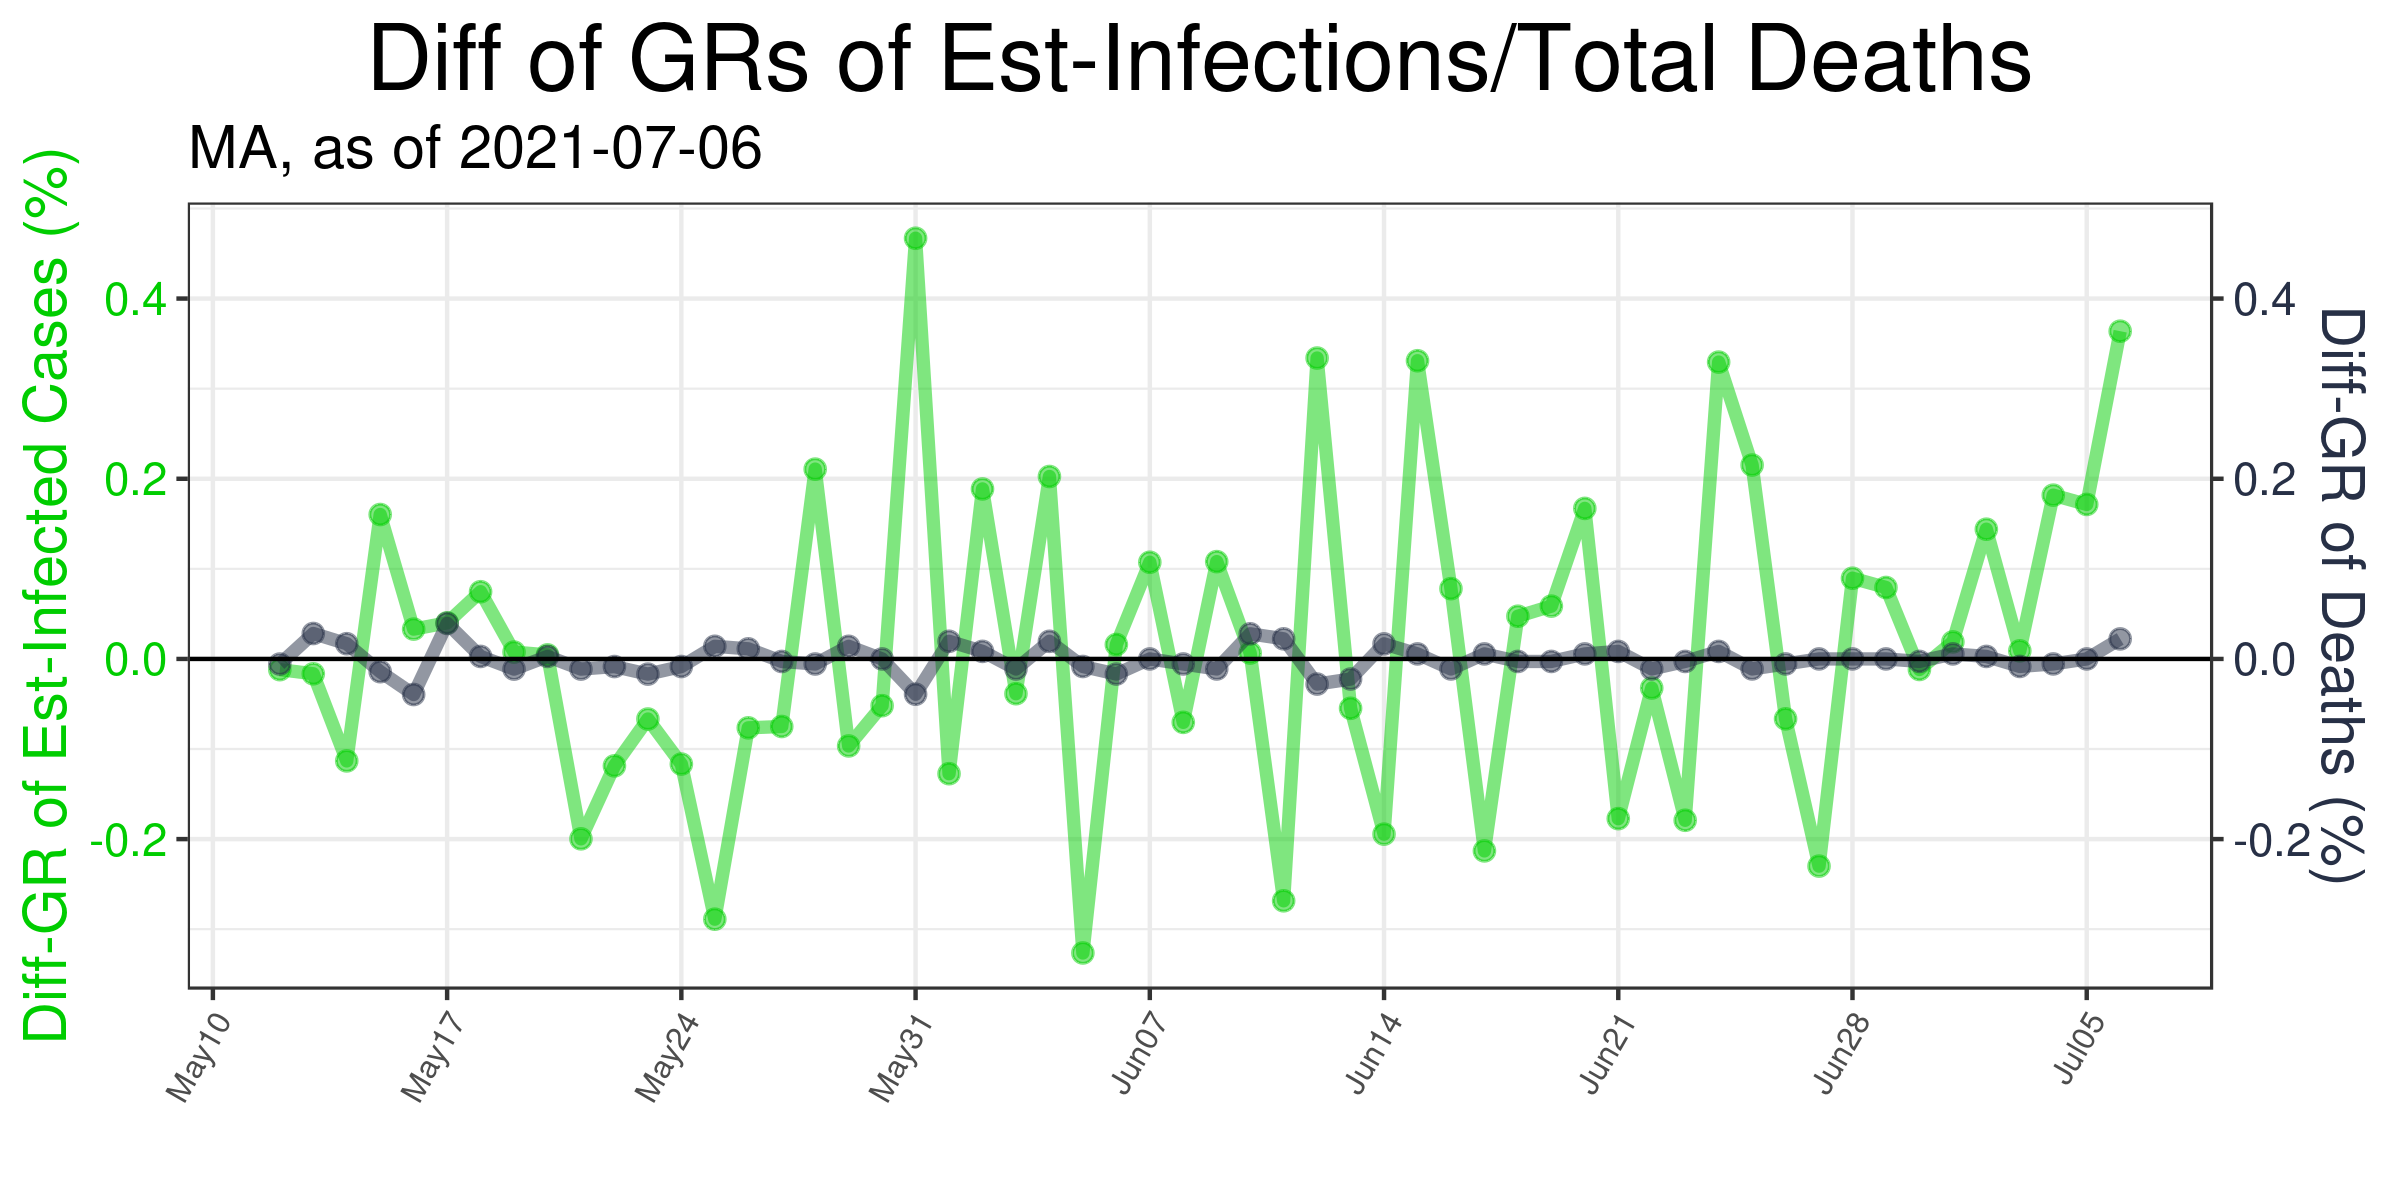 Diff of GRs of Est-Infections/Total Deaths
MA, as of 2021-07-06
Diff-GR of Est-Infected Cases (%)
0.4
0.2
0.0
-0.2
0.4
0.2
0.0
-0.2
Diff-GR of Deaths (%)
May10
May17
May24
May31
Jun07
Jun14
Jun21
Jun28
Jul05